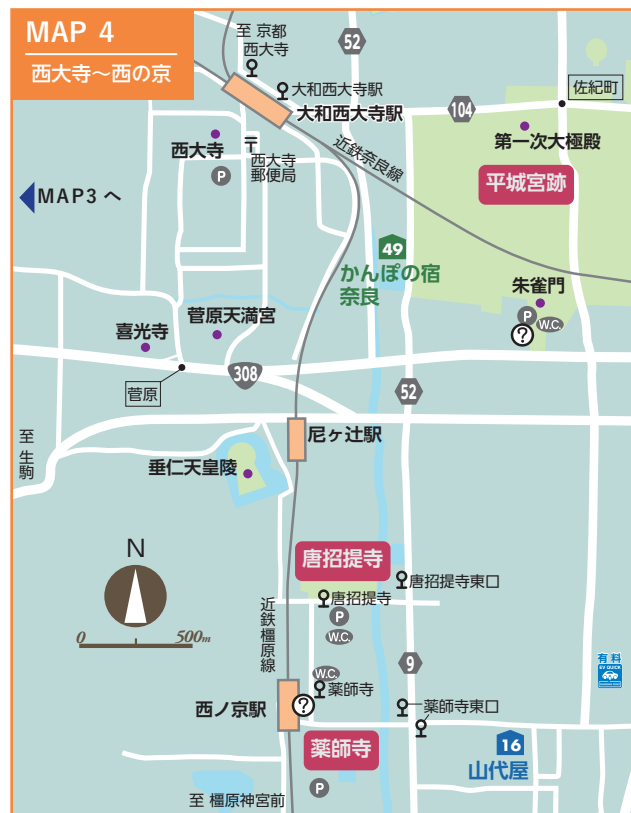 MAP 4
西大寺〜西の京
至 京都
西大寺
52
大和西大寺駅
大和西大寺駅
104
佐紀町
第一次大極殿
平城宮跡
西大寺
〒
西大寺
郵便局
P
近鉄奈良線
MAP3 へ
49
かんぽの宿
奈良
朱雀門
P
W.C.
?
菅原天満宮
喜光寺
308
菅原
52
至 生駒
尼ヶ辻駅
垂仁天皇陵
N
0 500m
唐招提寺
唐招提寺東口
唐招提寺
P
W.C.
近鉄橿原線
9
有料
EV QUICK
W.C.
薬師寺
西ノ京駅
?
薬師寺東口
薬師寺
16
山代屋
P
至 橿原神宮前